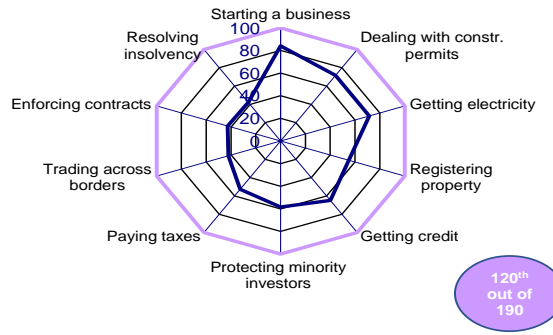 Starting a business
100
80
60
40
20
0
Dealing with constr.
permits
Getting electricity
Registering
property
Getting credit
Protecting minority
investors
Paying taxes
Trading across
borders
Enforcing contracts
Resolving
insolvency
120th
out of
190